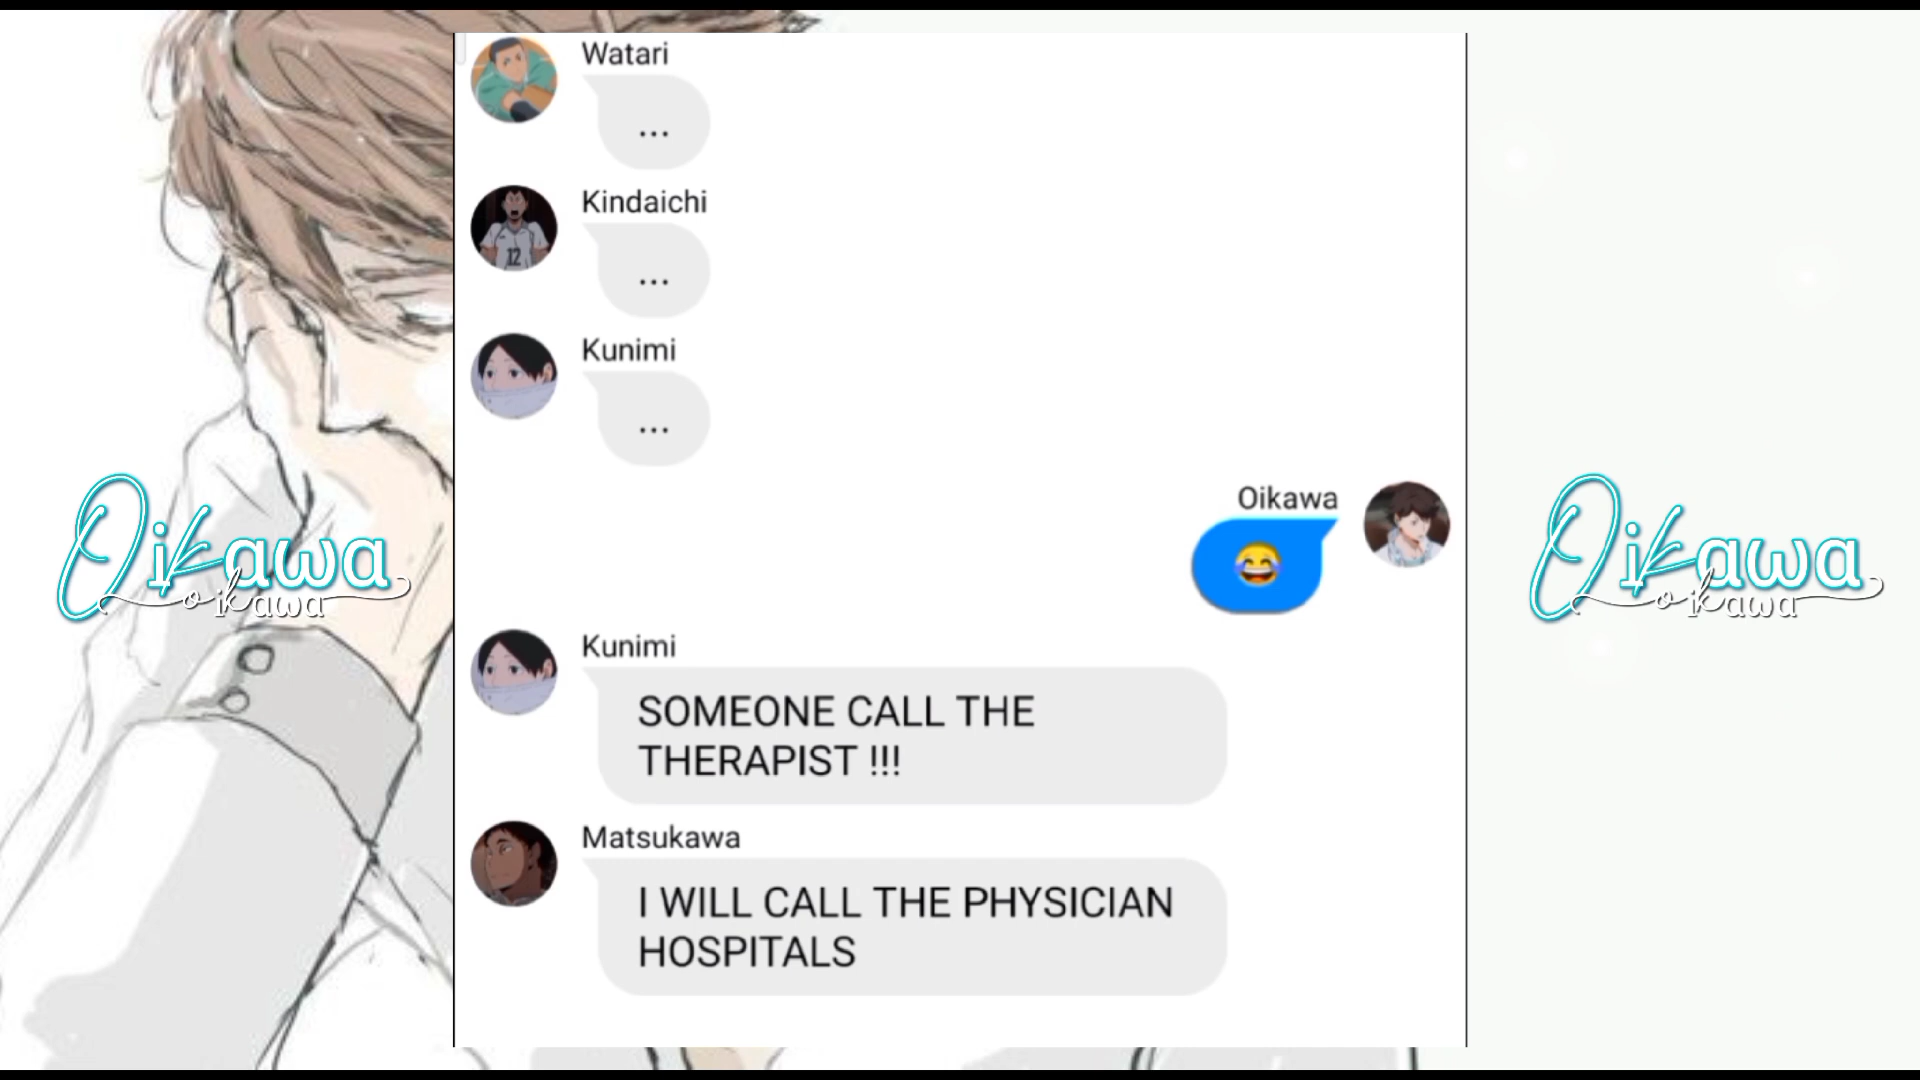 Watari
...
Kindaichi
12
...
Kunimi
...
Oikawa
😂
Kunimi
SOMEONE CALL THE
THERAPIST !!!
Matsukawa
I WILL CALL THE PHYSICIAN
HOSPITALS
Oikawa
oikawa
Oikawa
oikawa